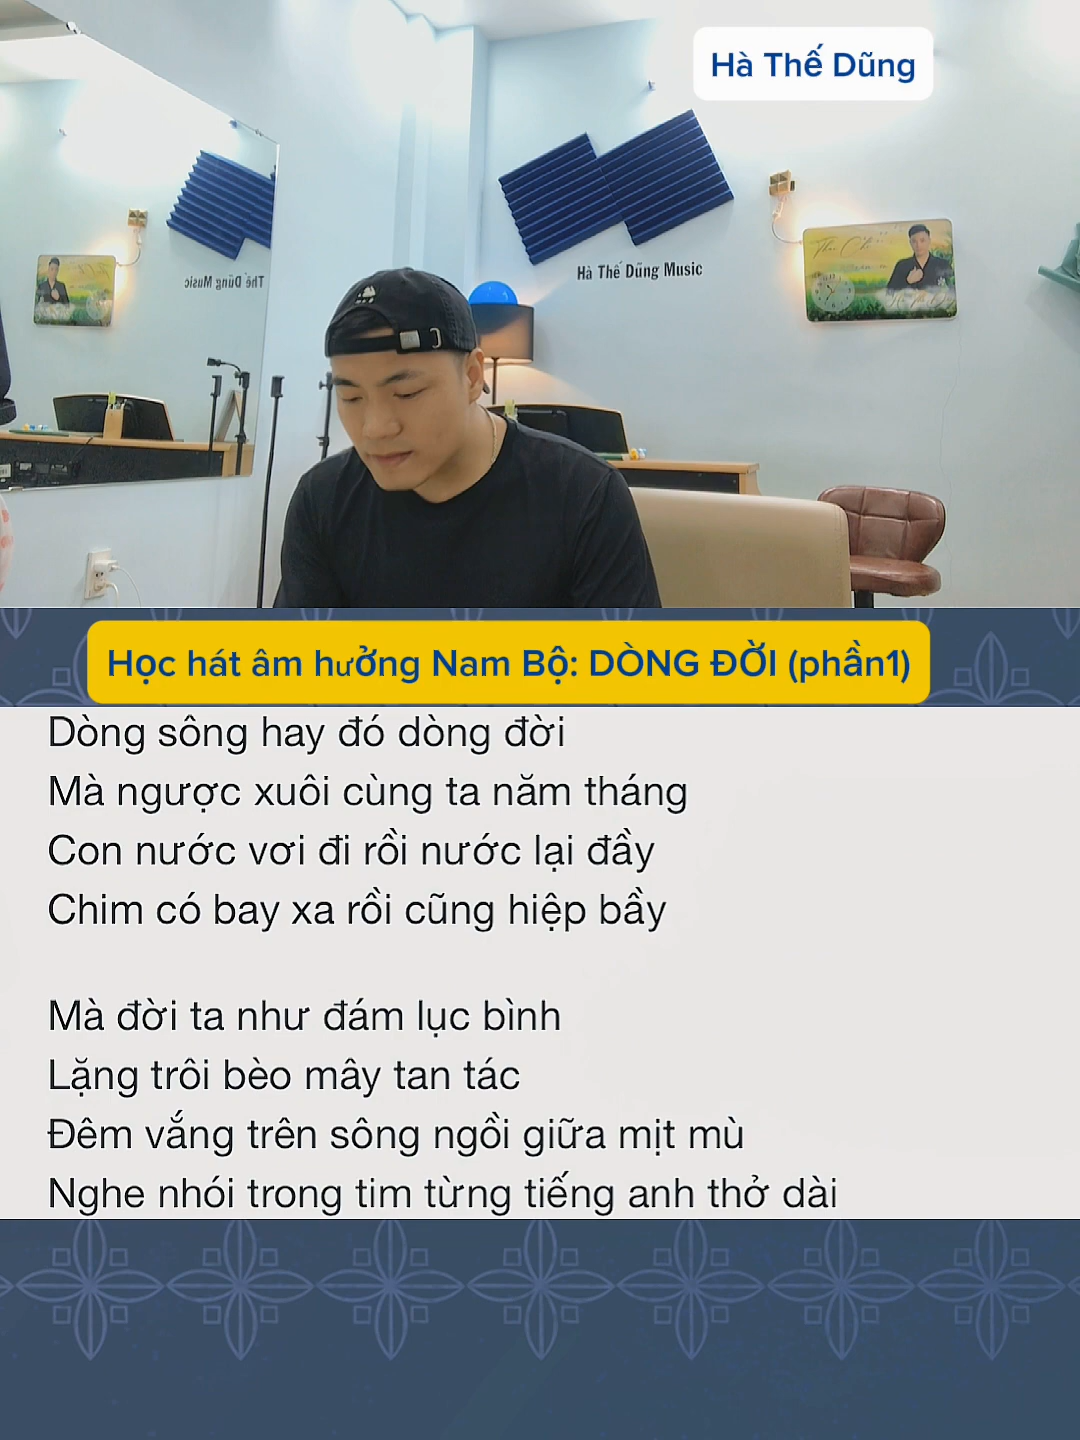 Hà Thế Dũng
Hà Thế Dũng Music
Thế Dũng Music
Học hát âm hưởng Nam Bộ: DÒNG ĐỜI (phần1)
Dòng sông hay đó dòng đời
Mà ngược xuôi cùng ta năm tháng
Con nước vơi đi rồi nước lại đầy
Chim có bay xa rồi cũng hiệp bầy
Mà đời ta như đám lục bình
Lặng trôi bèo mây tan tác
Đêm vắng trên sông ngồi giữa mịt mù
Nghe nhói trong tim từng tiếng anh thở dài